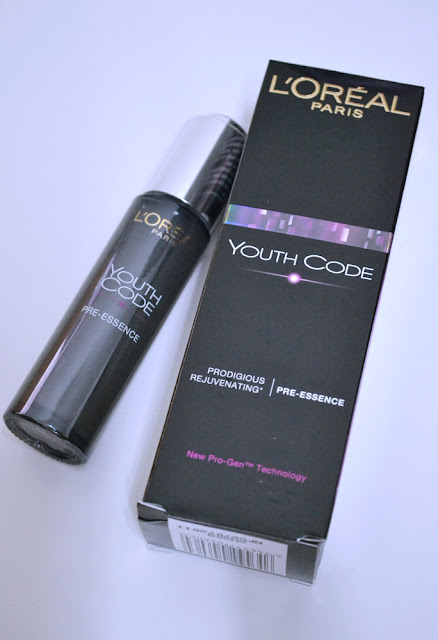 L'ORÉAL
PARIS
YOUTH
CODE
PRE-ESSENCE
L'ORÉAL
PARIS
YOUTH CODE
PRODIGIOUS
REJUVENATING*
PRE-ESSENCE
New Pro-Gen™ Technology